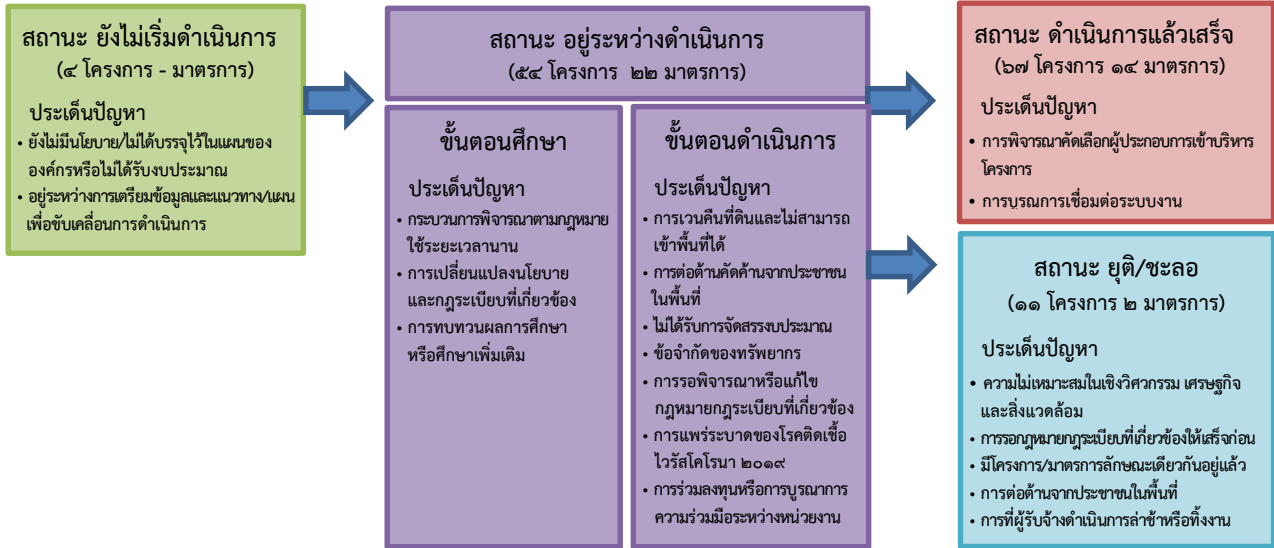 สถานะ ยังไม่เริ่มดำเนินการ
(๔ โครงการ - มาตรการ)
ประเด็นปัญหา
• ยังไม่มีนโยบาย/ไม่ได้บรรจุไว้ในแผนของ
องค์กรหรือไม่ได้รับงบประมาณ
• อยู่ระหว่างการเตรียมข้อมูลและแนวทาง/แผน
เพื่อขับเคลื่อนการดำเนินการ
สถานะ อยู่ระหว่างดำเนินการ
(๕๔ โครงการ ๒๒ มาตรการ)
ขั้นตอนศึกษา
ประเด็นปัญหา
• กระบวนการพิจารณาตามกฎหมาย
ใช้ระยะเวลานาน
• การเปลี่ยนแปลงนโยบาย
และกฎระเบียบที่เกี่ยวข้อง
• การทบทวนผลการศึกษา
หรือศึกษาเพิ่มเติม
ขั้นตอนดำเนินการ
ประเด็นปัญหา
• การเวนคืนที่ดินและไม่สามารถ
เข้าพื้นที่ได้
• การต่อต้านคัดค้านจากประชาชน
ในพื้นที่
• ไม่ได้รับการจัดสรรงบประมาณ
• ข้อจำกัดของทรัพยากร
• การรอพิจารณาหรือแก้ไข
กฎหมายกฎระเบียบที่เกี่ยวข้อง
• การแพร่ระบาดของโรคติดเชื้อ
ไวรัสโคโรนา ๒๐๑๙
• การร่วมลงทุนหรือการบูรณาการ
ความร่วมมือระหว่างหน่วยงาน
สถานะ ดำเนินการแล้วเสร็จ
(๖๗ โครงการ ๑๔ มาตรการ)
ประเด็นปัญหา
• การพิจารณาคัดเลือกผู้ประกอบการเข้าบริหาร
โครงการ
• การบูรณการเชื่อมต่อระบบงาน
สถานะ ยุติ/ชะลอ
(๑๑ โครงการ ๒ มาตรการ)
ประเด็นปัญหา
• ความไม่เหมาะสมในเชิงวิศวกรรม เศรษฐกิจ
และสิ่งแวดล้อม
• การรอกฎหมายกฎระเบียบที่เกี่ยวข้องให้เสร็จก่อน
• มีโครงการ/มาตรการลักษณะเดียวกันอยู่แล้ว
• การต่อต้านจากประชาชนในพื้นที่
• การที่ผู้รับจ้างดำเนินการล่าช้าหรือทิ้งงาน